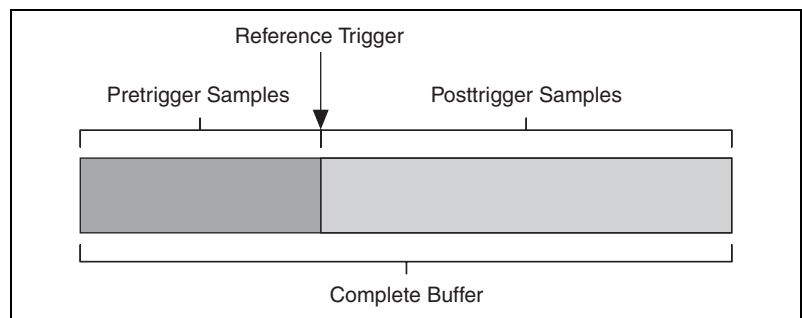 Reference Trigger
Pretrigger Samples
Posttrigger Samples
Complete Buffer